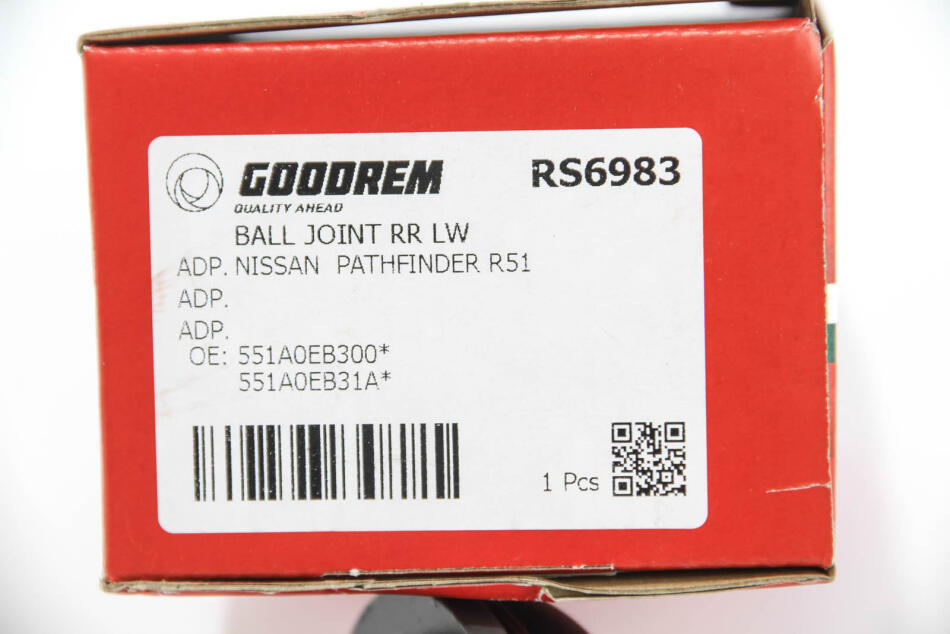 GOODREM RS6983
QUALITY AHEAD
BALL JOINT RR LW
ADP. NISSAN PATHFINDER R51
ADP.
ADP.
OE: 551A0EB300*
551A0EB31A*
1 Pcs